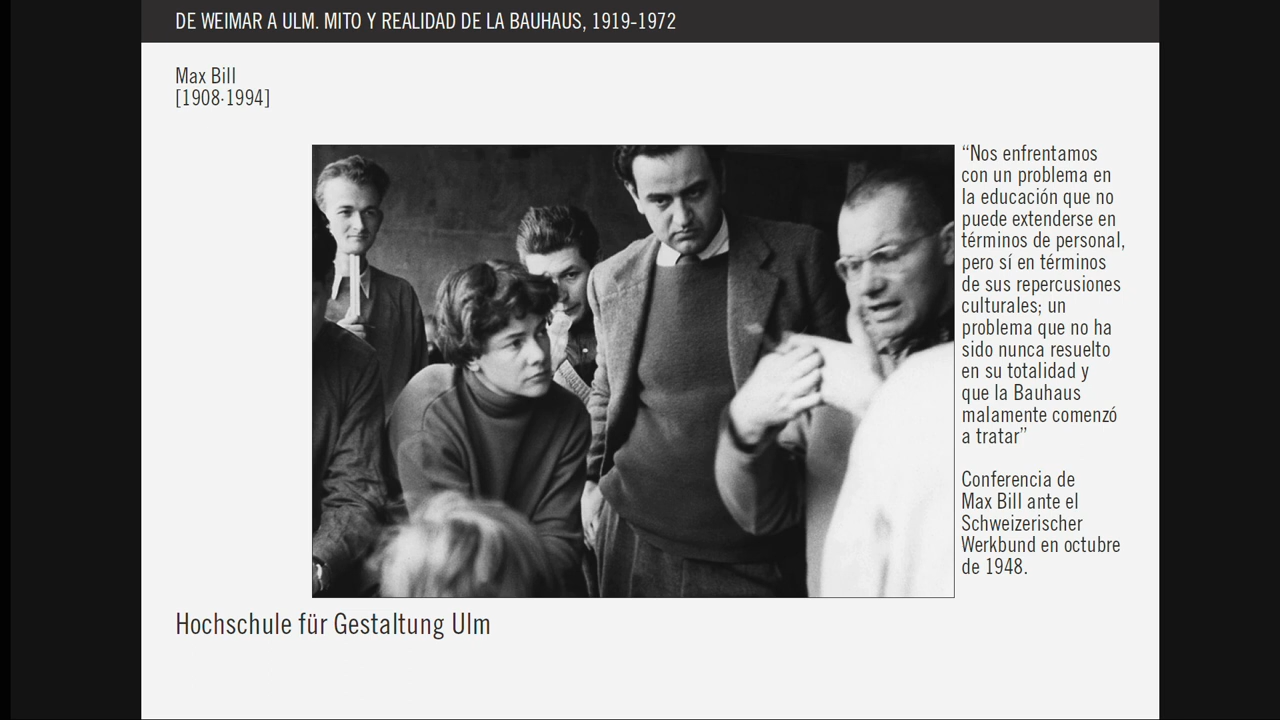 DE WEIMAR A ULM. MITO Y REALIDAD DE LA BAUHAUS, 1919-1972
Max Bill
[1908·1994]
“Nos enfrentamos
con un problema en
la educación que no
puede extenderse en
términos de personal,
pero sí en términos
de sus repercusiones
culturales; un
problema que no ha
sido nunca resuelto
en su totalidad y
que la Bauhaus
malamente comenzó
a tratar”
Conferencia de
Max Bill ante el
Schweizerischer
Werkbund en octubre
de 1948.
Hochschule für Gestaltung Ulm